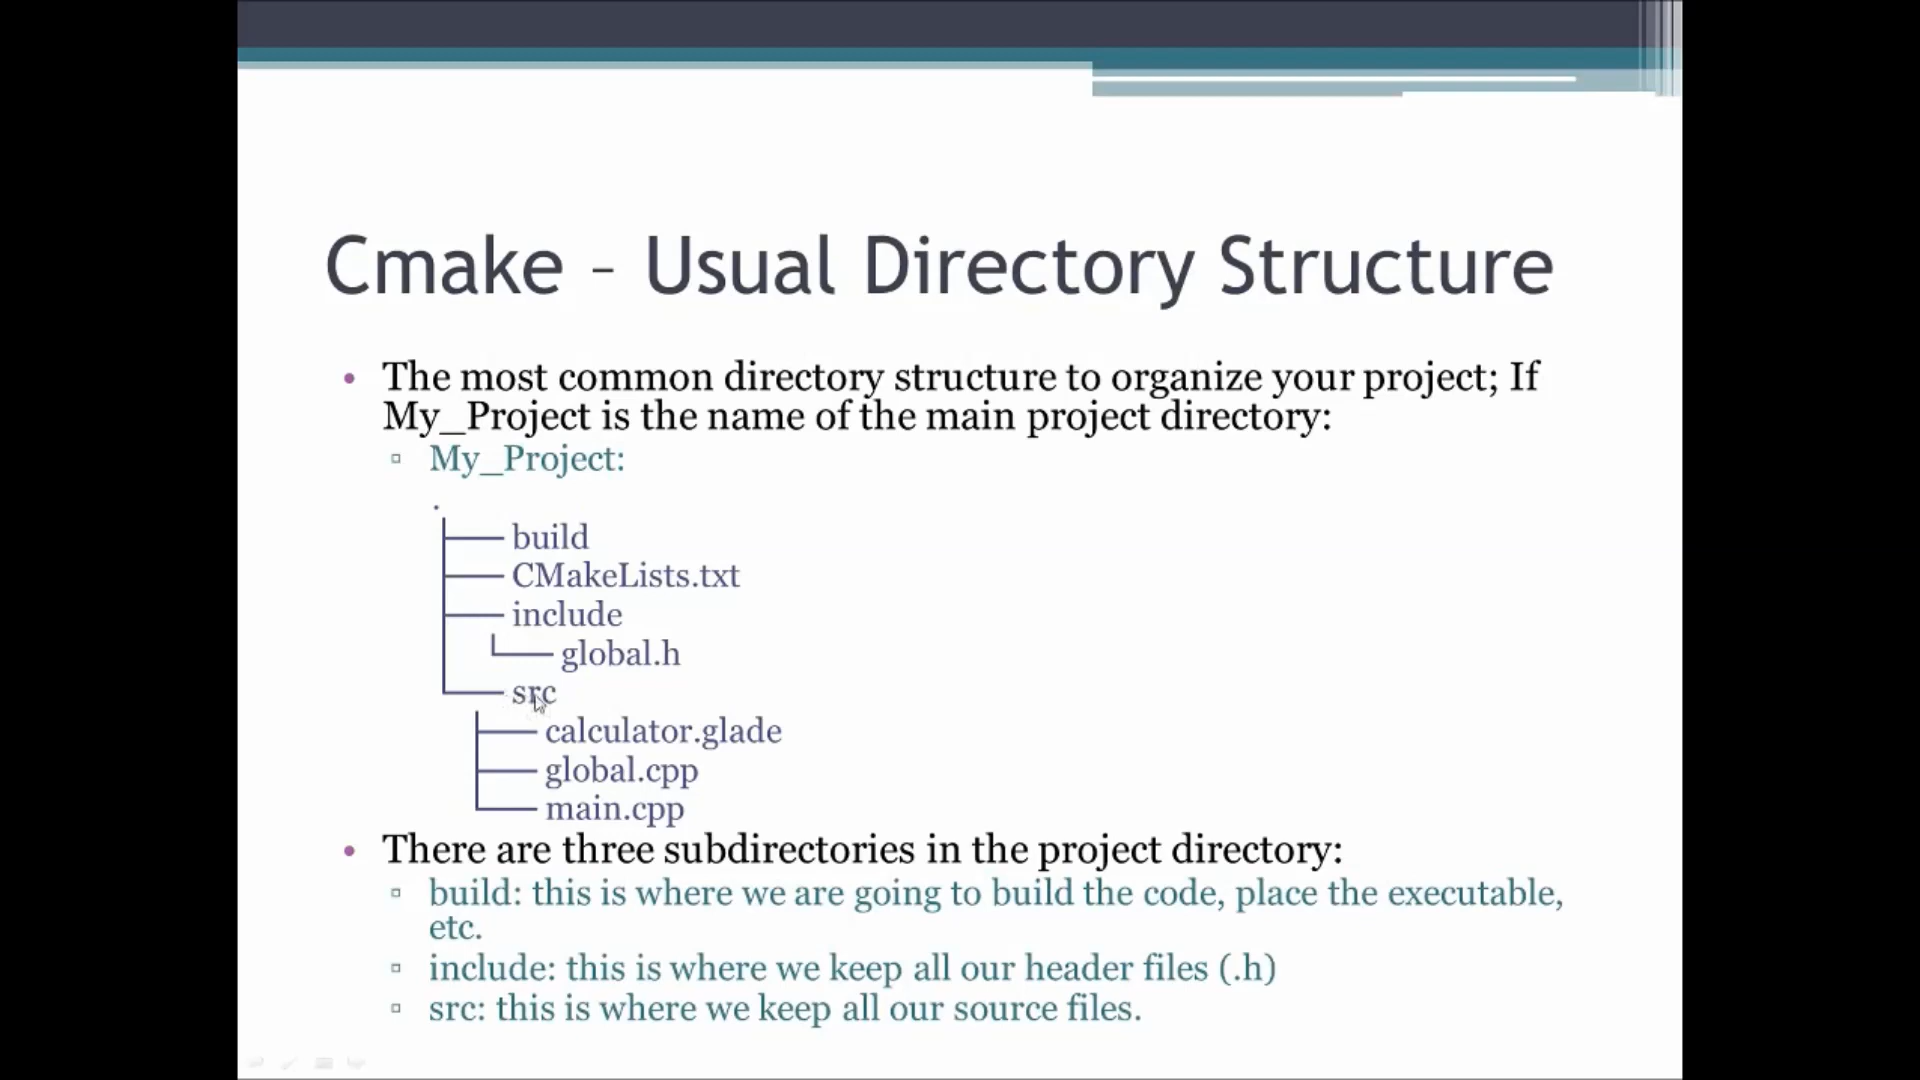 Cmake – Usual Directory Structure
• The most common directory structure to organize your project; If
My_Project is the name of the main project directory:
▫ My_Project:
.
├── build
├── CMakeLists.txt
├── include
└── global.h
└── src
├── calculator.glade
├── global.cpp
└── main.cpp
• There are three subdirectories in the project directory:
▫ build: this is where we are going to build the code, place the executable,
etc.
▫ include: this is where we keep all our header files (.h)
▫ src: this is where we keep all our source files.